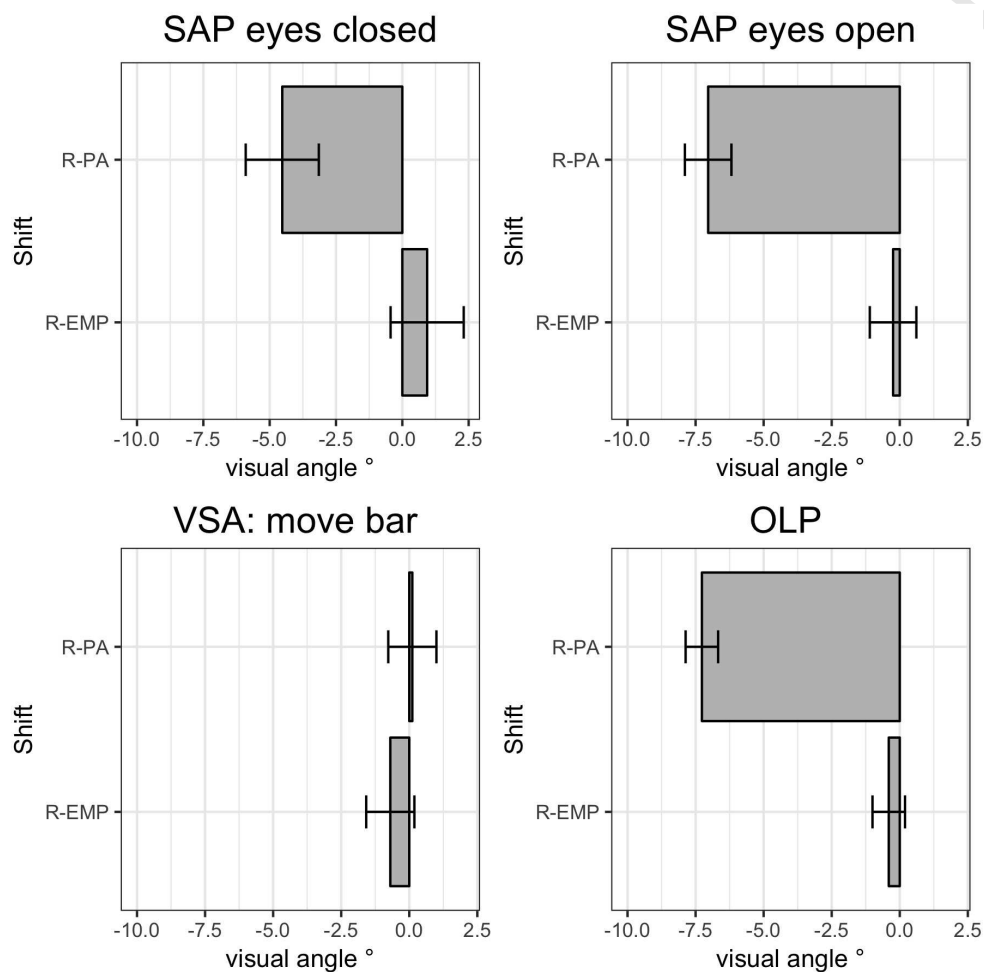 SAP eyes closed
Shift
R-PA
R-EMP
-10.0 -7.5 -5.0 -2.5 0.0 2.5
visual angle °
SAP eyes open
Shift
R-PA
R-EMP
-10.0 -7.5 -5.0 -2.5 0.0 2.5
visual angle °
VSA: move bar
Shift
R-PA
R-EMP
-10.0 -7.5 -5.0 -2.5 0.0 2.5
visual angle °
OLP
Shift
R-PA
R-EMP
-10.0 -7.5 -5.0 -2.5 0.0 2.5
visual angle °